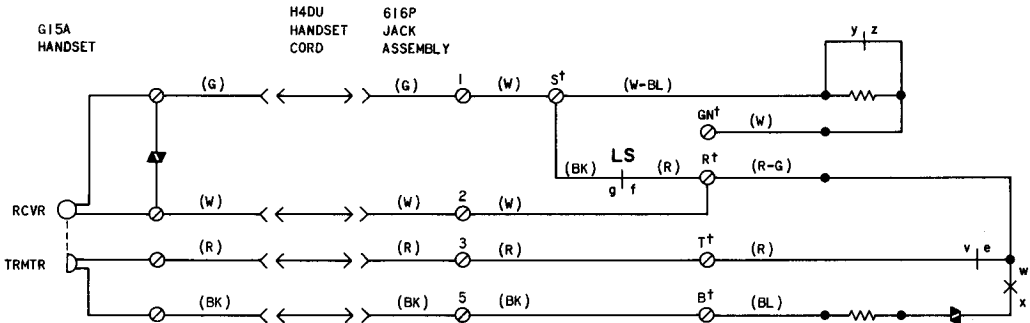 G15A
HANDSET
H4DU
HANDSET
CORD
616P
JACK
ASSEMBLY
y z
(G) (G) 1 (W) S† (W-BL)
GN† (W)
LS
(BK) g f (R) R† (R-G)
RCVR (W) (W) 2 (W)
TRMTR (R) (R) 3 (R) T† (R) v e
w
x
(BK) (BK) 5 (BK) B† (BL)